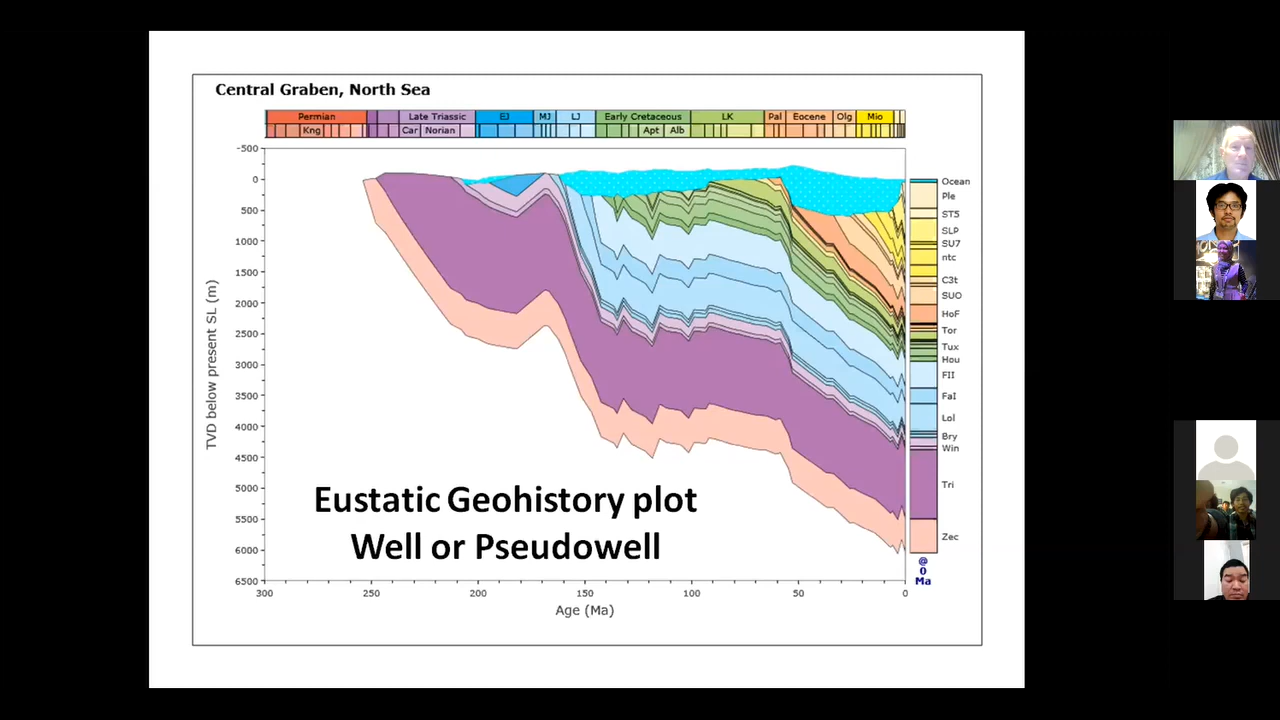 Central Graben, North Sea
Permian Late Triassic EJ MJ LJ Early Cretaceous LK Pal Eocene Olg Mio
Kng Car Norian Apt Alb
-500
0
500
1000
1500
2000
2500
3000
3500
4000
4500
5000
5500
6000
6500
TVD below present SL (m)
Ocean
Ple
ST5
SLP
SU7
ntc
C3t
SUO
HoF
Tor
Tux
Hou
FII
FaI
Lol
Bry
Win
Tri
Zec
@
0
Ma
Eustatic Geohistory plot
Well or Pseudowell
300 250 200 150 100 50 0
Age (Ma)